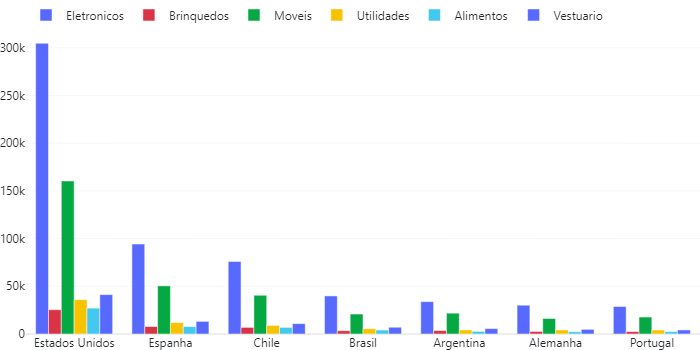 Eletronicos Brinquedos Moveis Utilidades Alimentos Vestuario
300k
250k
200k
150k
100k
50k
0
Estados Unidos Espanha Chile Brasil Argentina Alemanha Portugal